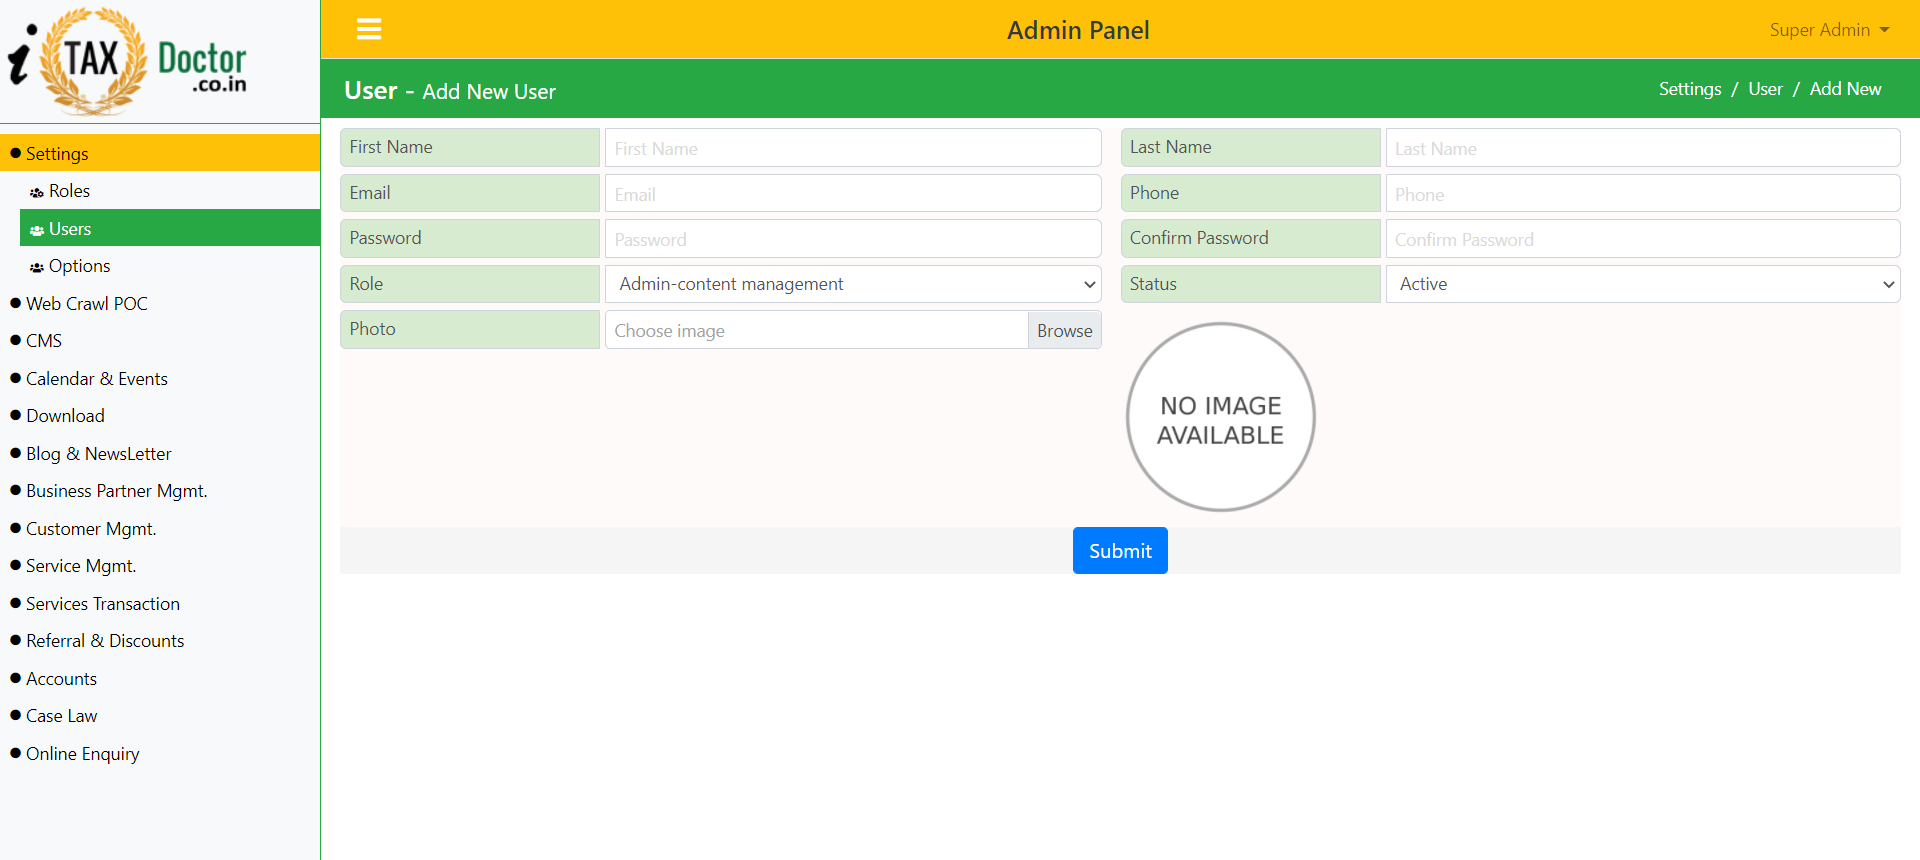 i TAX Doctor
.co.in
Admin Panel
Super Admin
User - Add New User
Settings / User / Add New
Settings
Roles
Users
Options
Web Crawl POC
CMS
Calendar & Events
Download
Blog & NewsLetter
Business Partner Mgmt.
Customer Mgmt.
Service Mgmt.
Services Transaction
Referral & Discounts
Accounts
Case Law
Online Enquiry
First Name First Name Last Name Last Name
Email Email Phone Phone
Password Password Confirm Password Confirm Password
Role Admin-content management Status Active
Photo Choose image Browse
NO IMAGE
AVAILABLE
Submit